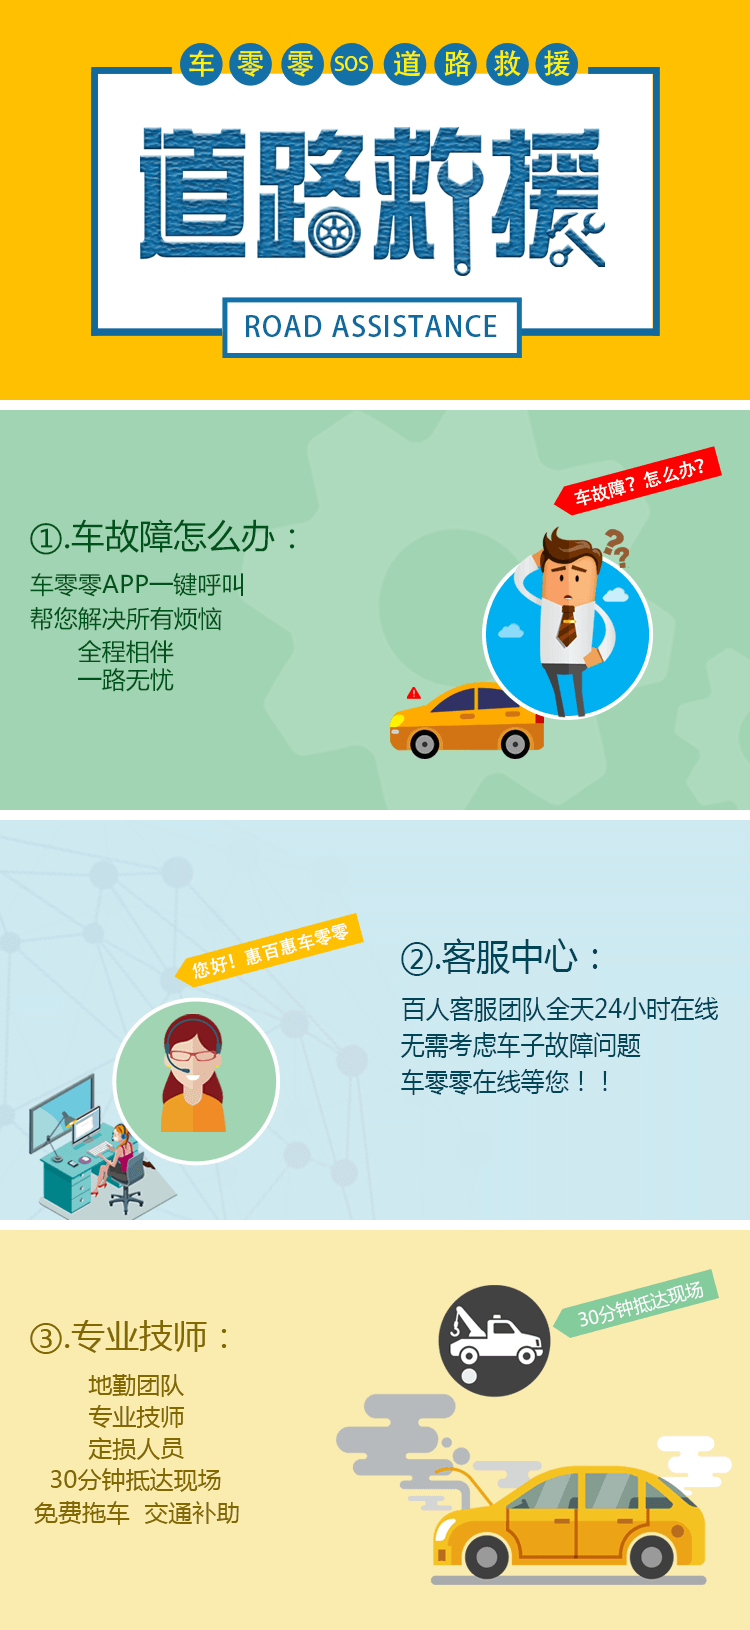 车零零SOS道路救援
道路救援
ROAD ASSISTANCE
车故障？怎么办？
①.车故障怎么办：
车零零APP一键呼叫
帮您解决所有烦恼
全程相伴
一路无忧
您好！惠百惠车零零
②.客服中心：
百人客服团队全天24小时在线
无需考虑车子故障问题
车零零在线等您！！
30分钟抵达现场
③.专业技师：
地勤团队
专业技师
定损人员
30分钟抵达现场
免费拖车 交通补助